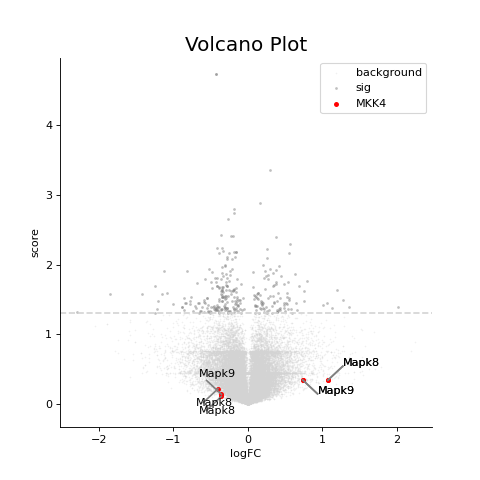 Volcano Plot
background
sig
MKK4
score
4
3
2
1
0
Mapk9
Mapk8
Mapk8
Mapk8
Mapk9
−2
−1
0
1
2
logFC